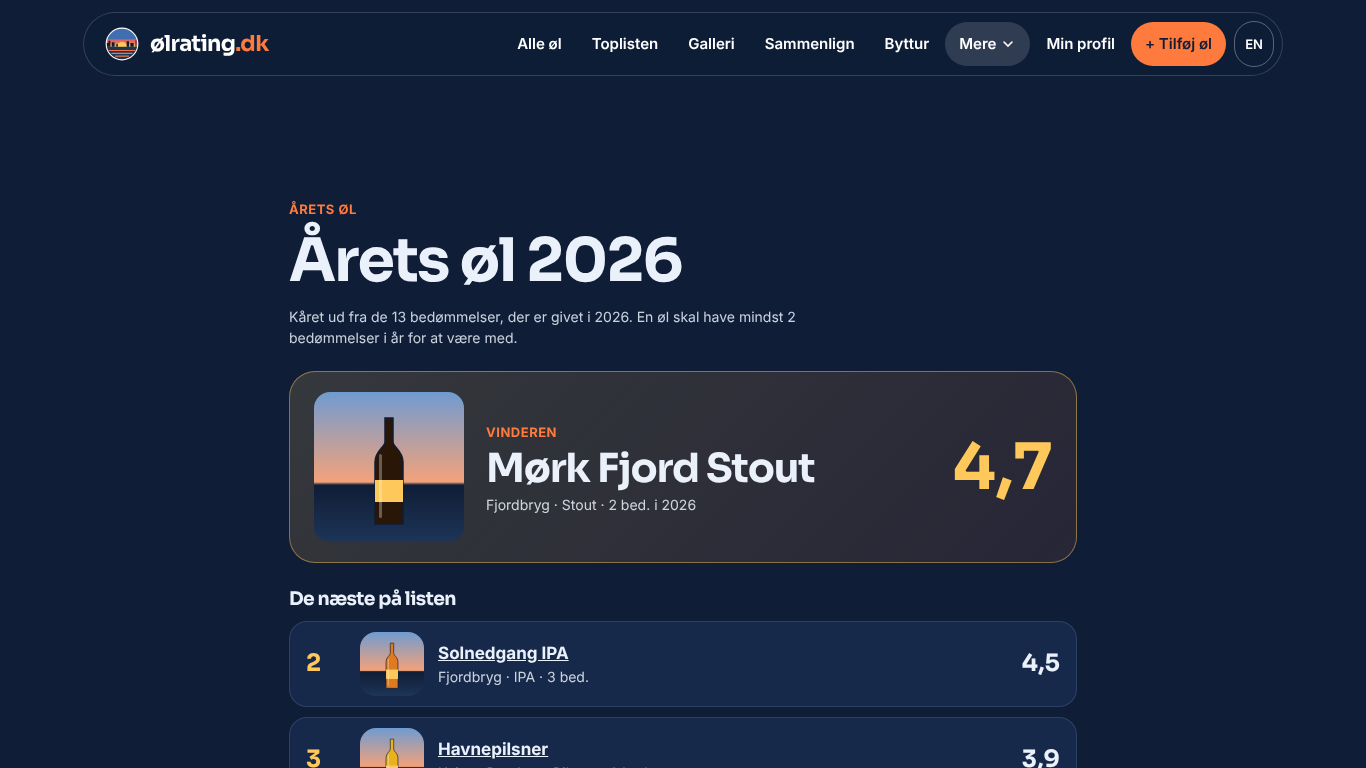 ølrating.dk
Alle øl
Toplisten
Galleri
Sammenlign
Byttur
Mere
Min profil
+ Tilføj øl
EN
ÅRETS ØL
Årets øl 2026
Kåret ud fra de 13 bedømmelser, der er givet i 2026. En øl skal have mindst 2
bedømmelser i år for at være med.
VINDEREN
Mørk Fjord Stout
4,7
Fjordbryg · Stout · 2 bed. i 2026
De næste på listen
2
Solnedgang IPA
Fjordbryg · IPA · 3 bed.
4,5
3
Havnepilsner
3,9